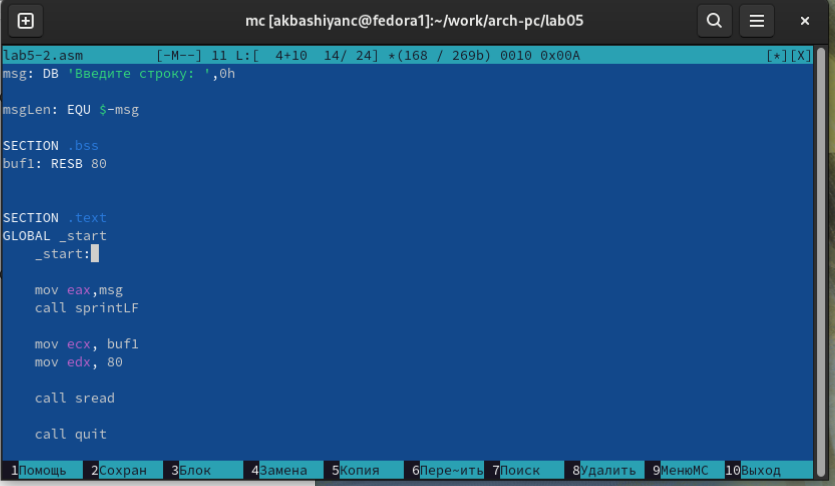 mc [akbashiyanc@fedora1]:~/work/arch-pc/lab05
lab5-2.asm [-M--] 11 L:[ 4+10 14/ 24] *(168 / 269b) 0010 0x00A [*][X]
msg: DB 'Введите строку: ',0h
msgLen: EQU $-msg
SECTION .bss
buf1: RESB 80
SECTION .text
GLOBAL _start
_start:
mov eax,msg
call sprintLF
mov ecx, buf1
mov edx, 80
call sread
call quit
1Помощь 2Сохран 3Блок 4Замена 5Копия 6Пере~ить 7Поиск 8Удалить 9МенюМС 10Выход